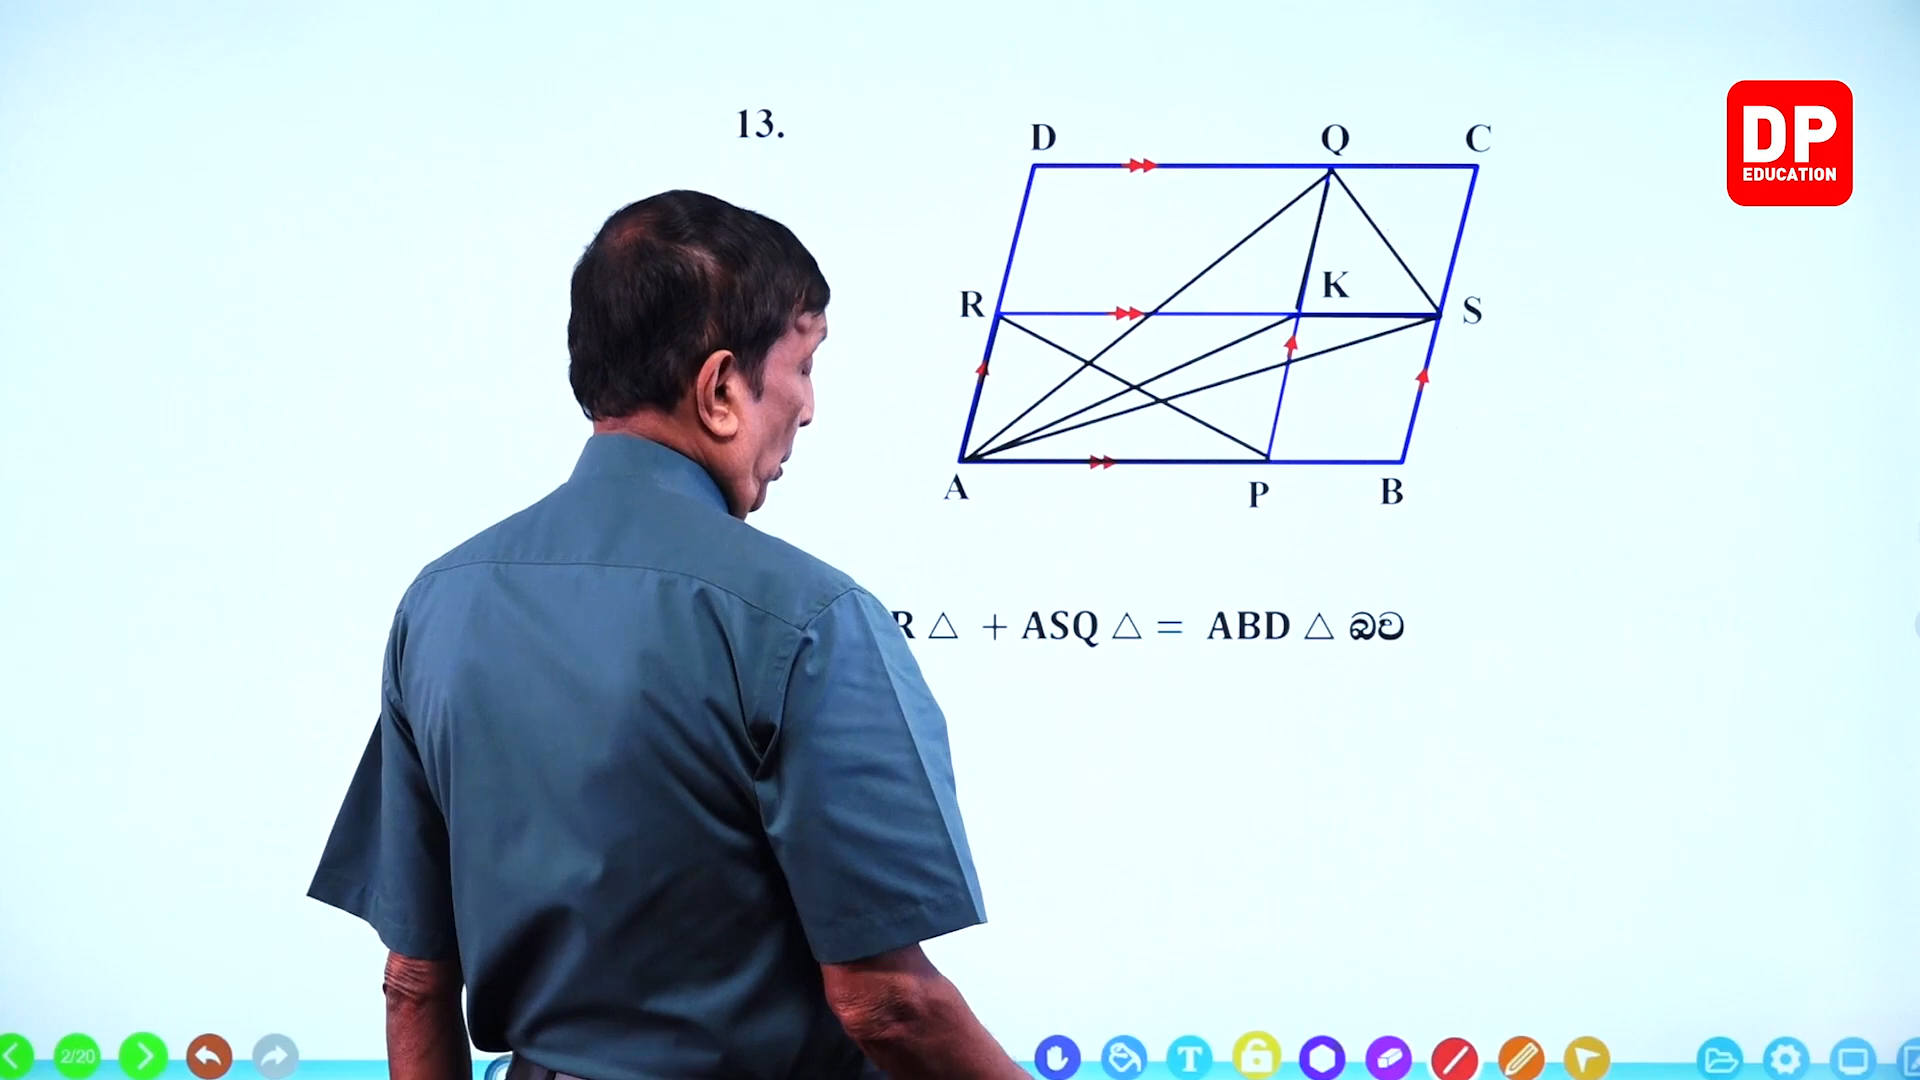 13.
D Q C
DP
EDUCATION
K
R S
A P B
R △ + ASQ △ = ABD △ බව
2/20
T